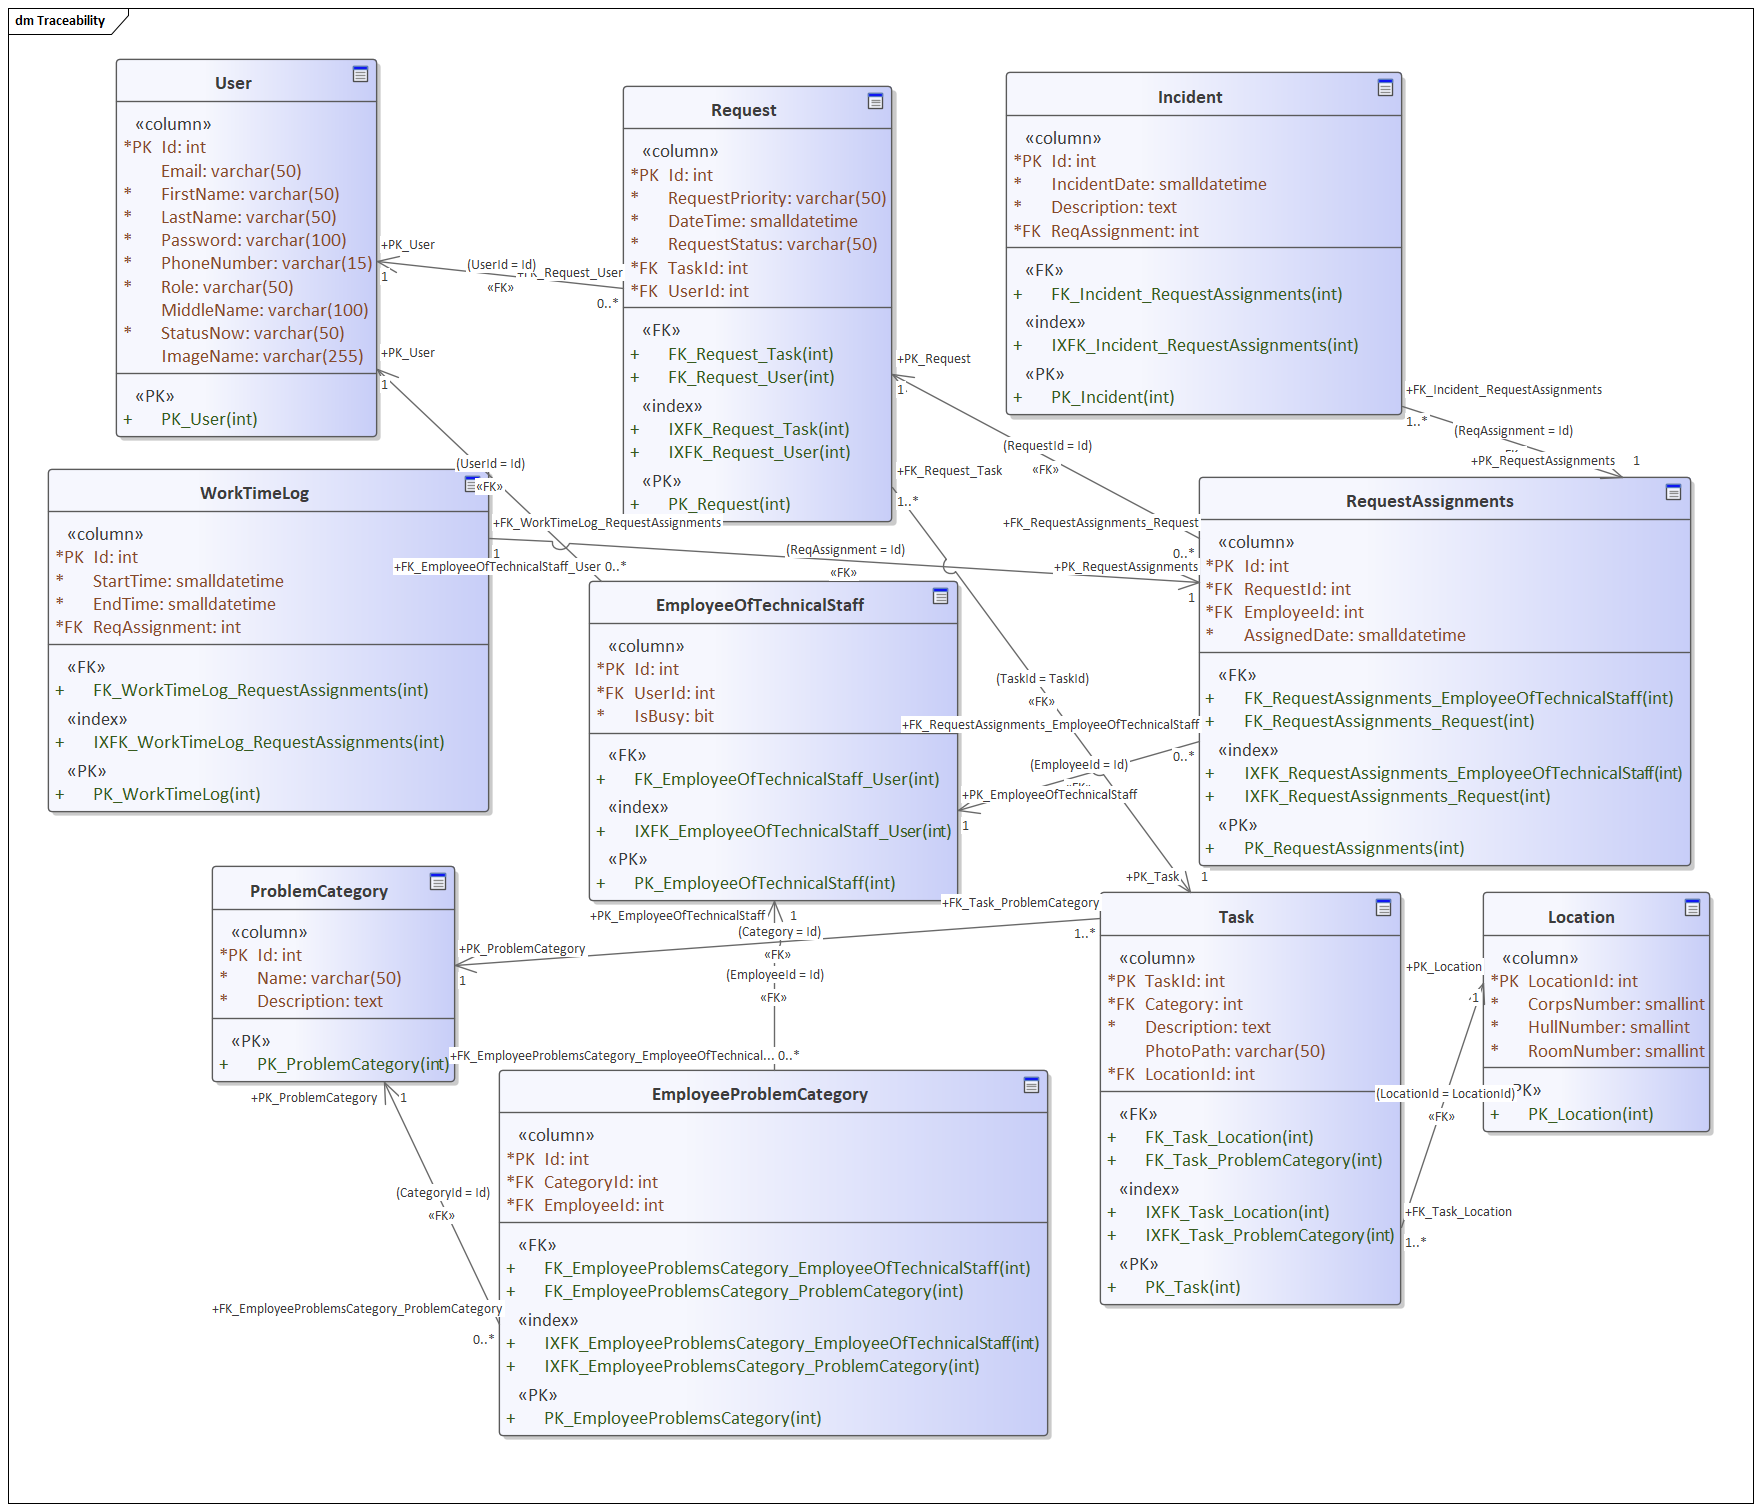 dm Traceability
User
«column»
*PK Id: int
Email: varchar(50)
* FirstName: varchar(50)
* LastName: varchar(50)
* Password: varchar(100)
* PhoneNumber: varchar(15)
* Role: varchar(50)
MiddleName: varchar(100)
* StatusNow: varchar(50)
ImageName: varchar(255)
«PK»
+ PK_User(int)
Request
«column»
*PK Id: int
* RequestPriority: varchar(50)
* DateTime: smalldatetime
* RequestStatus: varchar(50)
*FK TaskId: int
*FK UserId: int
«FK»
+ FK_Request_Task(int)
+ FK_Request_User(int)
«index»
+ IXFK_Request_Task(int)
+ IXFK_Request_User(int)
«PK»
+ PK_Request(int)
Incident
«column»
*PK Id: int
* IncidentDate: smalldatetime
* Description: text
*FK ReqAssignment: int
«FK»
+ FK_Incident_RequestAssignments(int)
«index»
+ IXFK_Incident_RequestAssignments(int)
«PK»
+ PK_Incident(int)
+PK_User
1
(UserId = Id)
«FK»
+FK_Request_User
0..*
+PK_User
1
(UserId = Id)
«FK»
+FK_EmployeeOfTechnicalStaff_User 0..*
+PK_Request
1
(RequestId = Id)
«FK»
+FK_RequestAssignments_Request
0..*
+FK_Request_Task
1..*
(TaskId = TaskId)
«FK»
+PK_Task
1
+FK_Incident_RequestAssignments
1..*
(ReqAssignment = Id)
+PK_RequestAssignments
1
WorkTimeLog
«column»
*PK Id: int
* StartTime: smalldatetime
* EndTime: smalldatetime
*FK ReqAssignment: int
«FK»
+ FK_WorkTimeLog_RequestAssignments(int)
«index»
+ IXFK_WorkTimeLog_RequestAssignments(int)
«PK»
+ PK_WorkTimeLog(int)
+FK_WorkTimeLog_RequestAssignments
1
(ReqAssignment = Id)
«FK»
+PK_RequestAssignments
1
EmployeeOfTechnicalStaff
«column»
*PK Id: int
*FK UserId: int
* IsBusy: bit
«FK»
+ FK_EmployeeOfTechnicalStaff_User(int)
«index»
+ IXFK_EmployeeOfTechnicalStaff_User(int)
«PK»
+ PK_EmployeeOfTechnicalStaff(int)
RequestAssignments
«column»
*PK Id: int
*FK RequestId: int
*FK EmployeeId: int
* AssignedDate: smalldatetime
«FK»
+ FK_RequestAssignments_EmployeeOfTechnicalStaff(int)
+ FK_RequestAssignments_Request(int)
«index»
+ IXFK_RequestAssignments_EmployeeOfTechnicalStaff(int)
+ IXFK_RequestAssignments_Request(int)
«PK»
+ PK_RequestAssignments(int)
+FK_RequestAssignments_EmployeeOfTechnicalStaff
0..*
(EmployeeId = Id)
+PK_EmployeeOfTechnicalStaff
1
ProblemCategory
«column»
*PK Id: int
* Name: varchar(50)
* Description: text
«PK»
+ PK_ProblemCategory(int)
+FK_Task_ProblemCategory
1..*
(Category = Id)
«FK»
+PK_ProblemCategory
1
+PK_EmployeeOfTechnicalStaff
1
(EmployeeId = Id)
«FK»
+FK_EmployeeProblemsCategory_EmployeeOfTechnical... 0..*
+PK_ProblemCategory
1
(CategoryId = Id)
«FK»
+FK_EmployeeProblemsCategory_ProblemCategory
0..*
EmployeeProblemCategory
«column»
*PK Id: int
*FK CategoryId: int
*FK EmployeeId: int
«FK»
+ FK_EmployeeProblemsCategory_EmployeeOfTechnicalStaff(int)
+ FK_EmployeeProblemsCategory_ProblemCategory(int)
«index»
+ IXFK_EmployeeProblemsCategory_EmployeeOfTechnicalStaff(int)
+ IXFK_EmployeeProblemsCategory_ProblemCategory(int)
«PK»
+ PK_EmployeeProblemsCategory(int)
Task
«column»
*PK TaskId: int
*FK Category: int
* Description: text
PhotoPath: varchar(50)
*FK LocationId: int
«FK»
+ FK_Task_Location(int)
+ FK_Task_ProblemCategory(int)
«index»
+ IXFK_Task_Location(int)
+ IXFK_Task_ProblemCategory(int)
«PK»
+ PK_Task(int)
Location
«column»
*PK LocationId: int
* CorpsNumber: smallint
* HullNumber: smallint
* RoomNumber: smallint
«PK»
+ PK_Location(int)
+PK_Location
1
(LocationId = LocationId)
«FK»
+FK_Task_Location
1..*